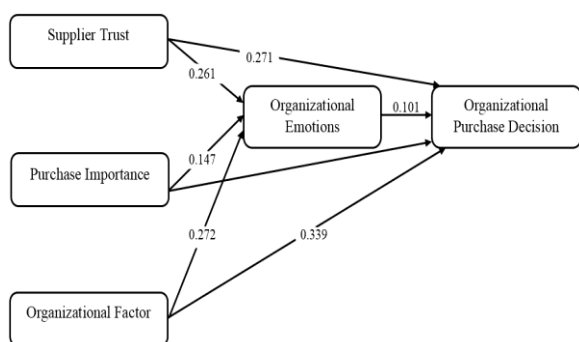 Supplier Trust
0.271
0.261
Organizational
Emotions
0.101
Organizational
Purchase Decision
0.147
Purchase Importance
0.272
0.339
Organizational Factor